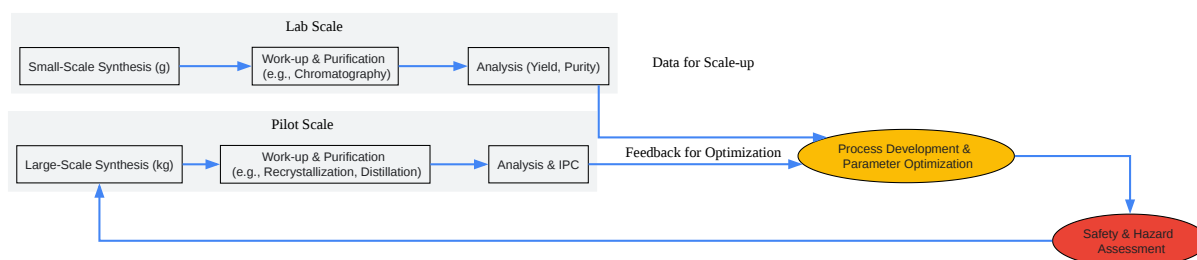 Lab Scale
Small-Scale Synthesis (g)
Work-up & Purification
(e.g., Chromatography)
Analysis (Yield, Purity)
Data for Scale-up
Pilot Scale
Large-Scale Synthesis (kg)
Work-up & Purification
(e.g., Recrystallization, Distillation)
Analysis & IPC
Feedback for Optimization
Process Development &
Parameter Optimization
Safety & Hazard
Assessment